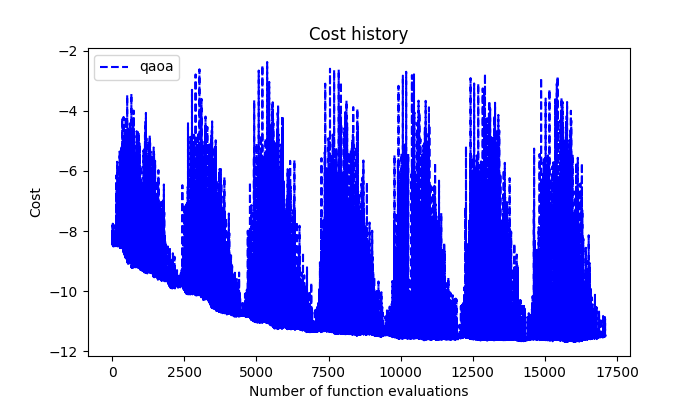 Cost history
qaoa
−2
−4
−6
−8
−10
−12
Cost
0 2500 5000 7500 10000 12500 15000 17500
Number of function evaluations